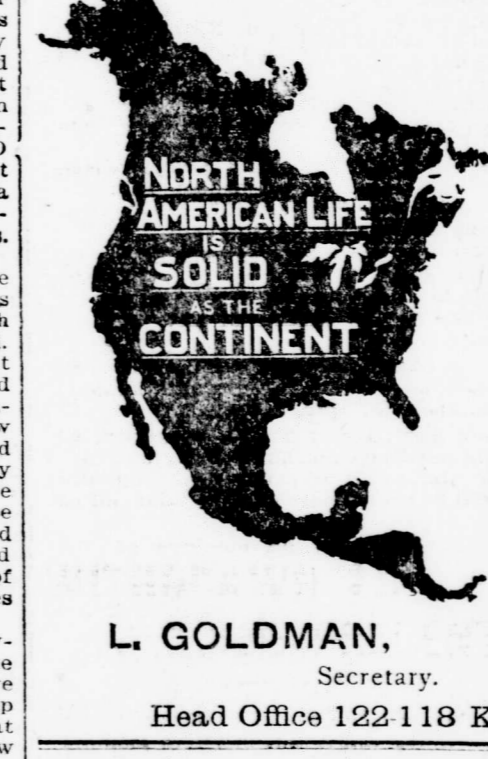 NORTH
AMERICAN LIFE
IS
SOLID
AS THE
CONTINENT
L. GOLDMAN,
Secretary.
Head Office 122-118 K